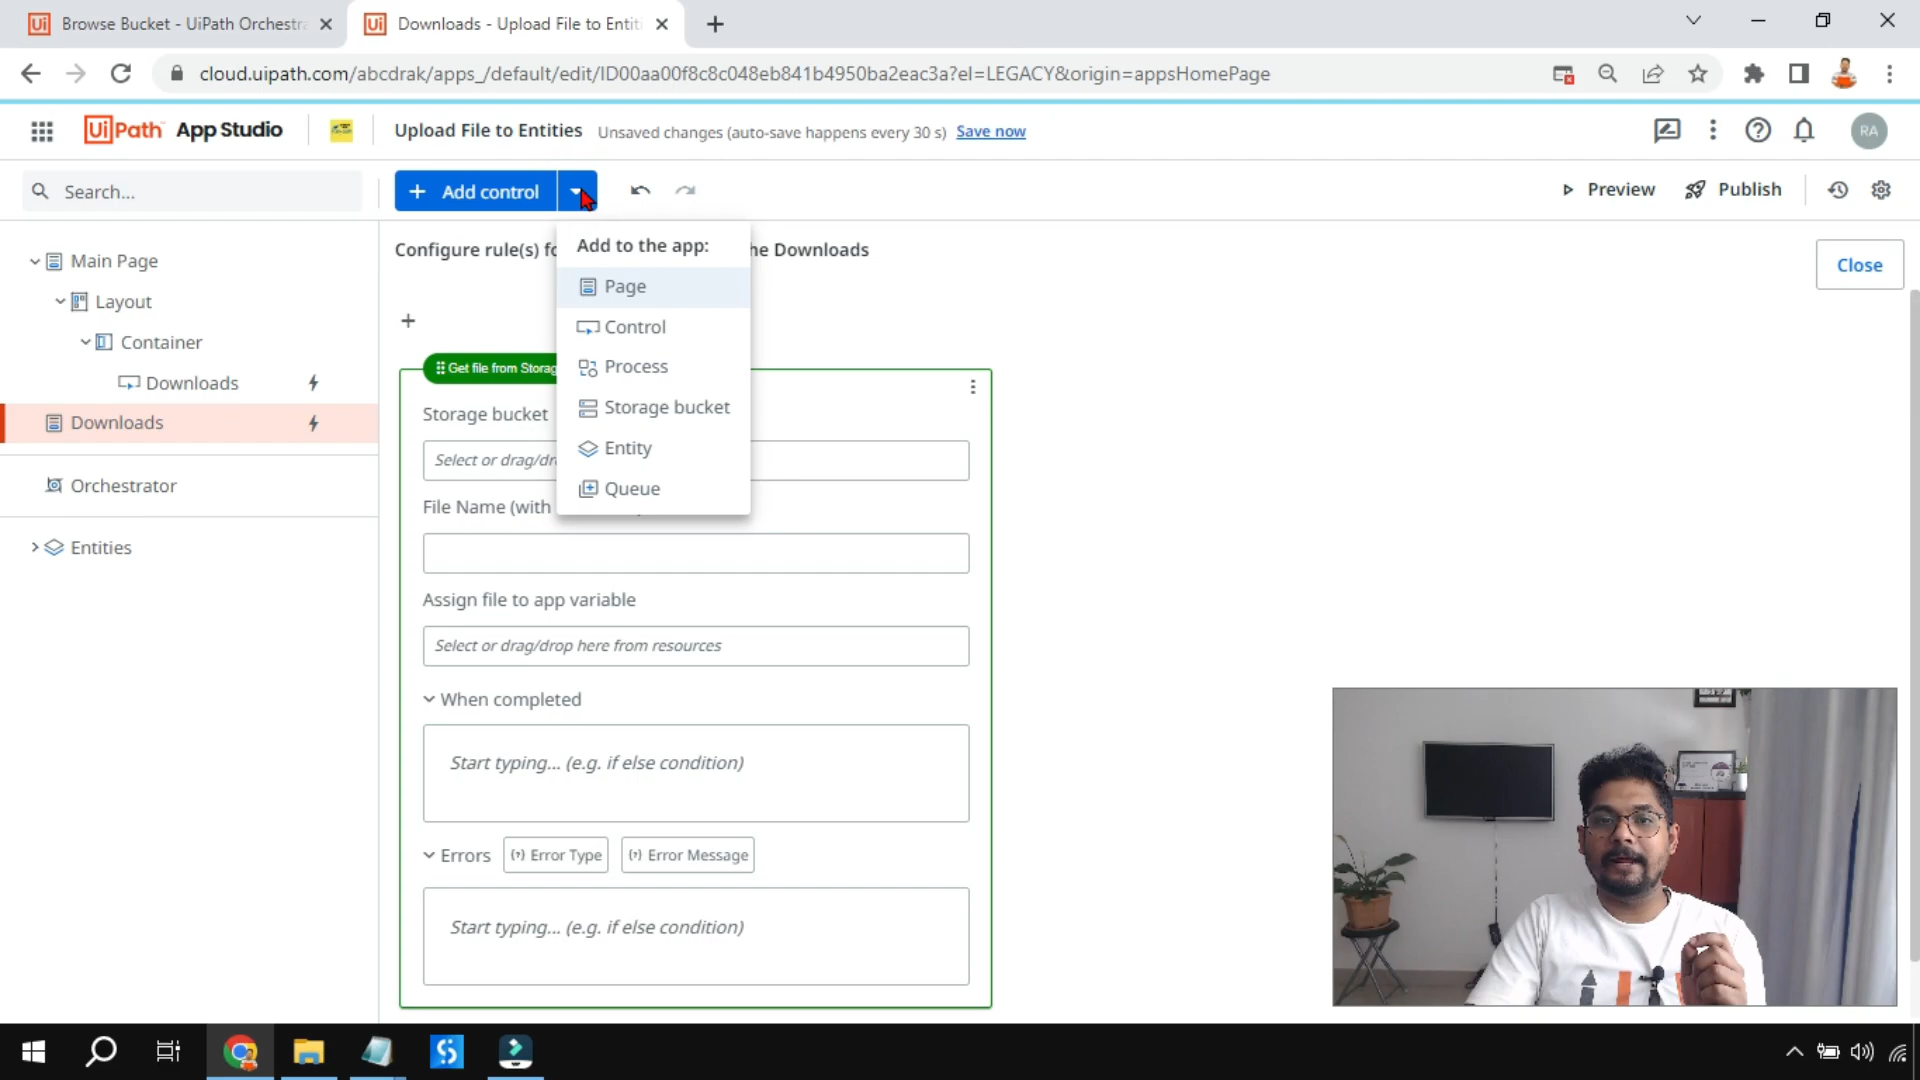 Browse Bucket - UiPath Orchestra
Downloads - Upload File to Entiti
cloud.uipath.com/abcdrak/apps_/default/edit/ID00aa00f8c8c048eb841b4950ba2eac3a?el=LEGACY&origin=appsHomePage
UiPath App Studio
Upload File to Entities
Unsaved changes (auto-save happens every 30 s)
Save now
RA
Search...
Add control
Preview
Publish
Main Page
Layout
Container
Downloads
Downloads
Orchestrator
Entities
Configure rule(s) fo
he Downloads
Close
Add to the app:
Page
Control
Process
Storage bucket
Entity
Queue
Get file from Storag
Storage bucket
Select or drag/dr
File Name (with
Assign file to app variable
Select or drag/drop here from resources
When completed
Start typing... (e.g. if else condition)
Errors
Error Type
Error Message
Start typing... (e.g. if else condition)